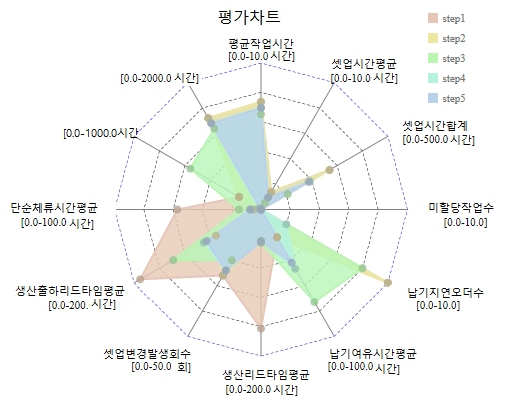 평가차트
step1
step2
step3
step4
step5
평균작업시간
[0.0-10.0 시간]
셋업시간평균
[0.0-10.0 시간]
셋업시간합계
[0.0-500.0 시간]
미할당작업수
[0.0-10.0]
납기지연오더수
[0.0-10.0]
납기여유시간평균
[0.0-100.0 시간]
생산리드타임평균
[0.0-200.0 시간]
셋업변경발생회수
[0.0-50.0 회]
생산출하리드타임평균
[0.0-200. 시간]
단순체류시간평균
[0.0-100.0 시간]
[0.0-1000.0시간]
[0.0-2000.0 시간]